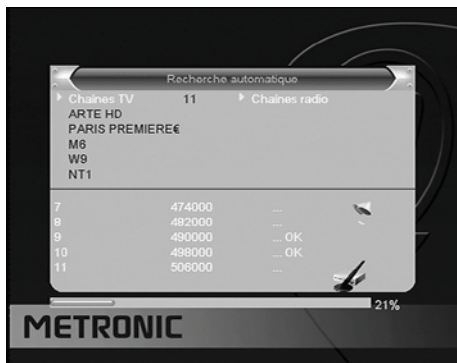 Recherche automatique
Chaînes TV 11 Chaînes radio
ARTE HD
PARIS PREMIERE€
M6
W9
NT1
7 474000 ...
8 482000 ...
9 490000 ... OK
10 498000 ... OK
11 506000 ...
21%
METRONIC